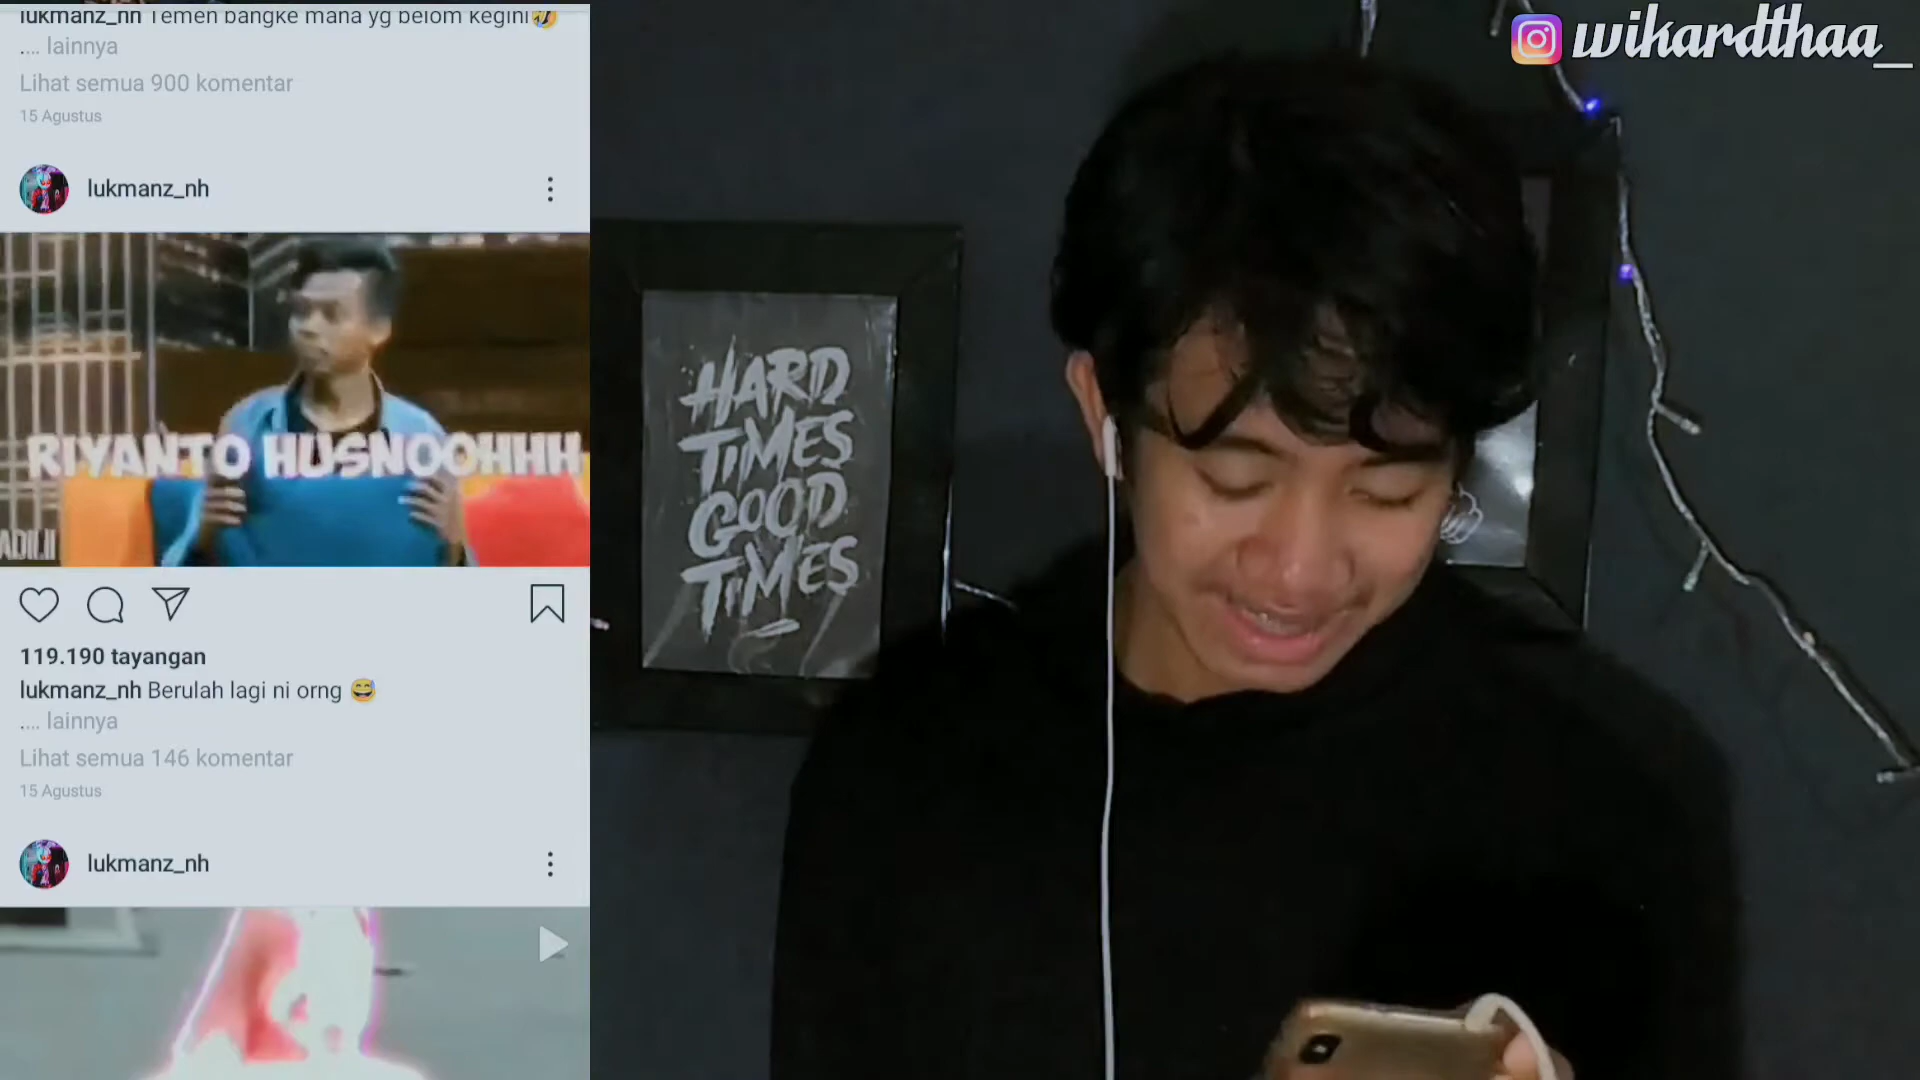 lukmanz_nh Temen bangke mana yg belom kegini🤣
.... lainnya
Lihat semua 900 komentar
15 Agustus
lukmanz_nh
RIYANTO HUSNOOHHH
ADILII
119.190 tayangan
lukmanz_nh Berulah lagi ni orng 😅
.... lainnya
Lihat semua 146 komentar
15 Agustus
lukmanz_nh
HARD
TIMES
GOOD
TIMES
wikardthaa_